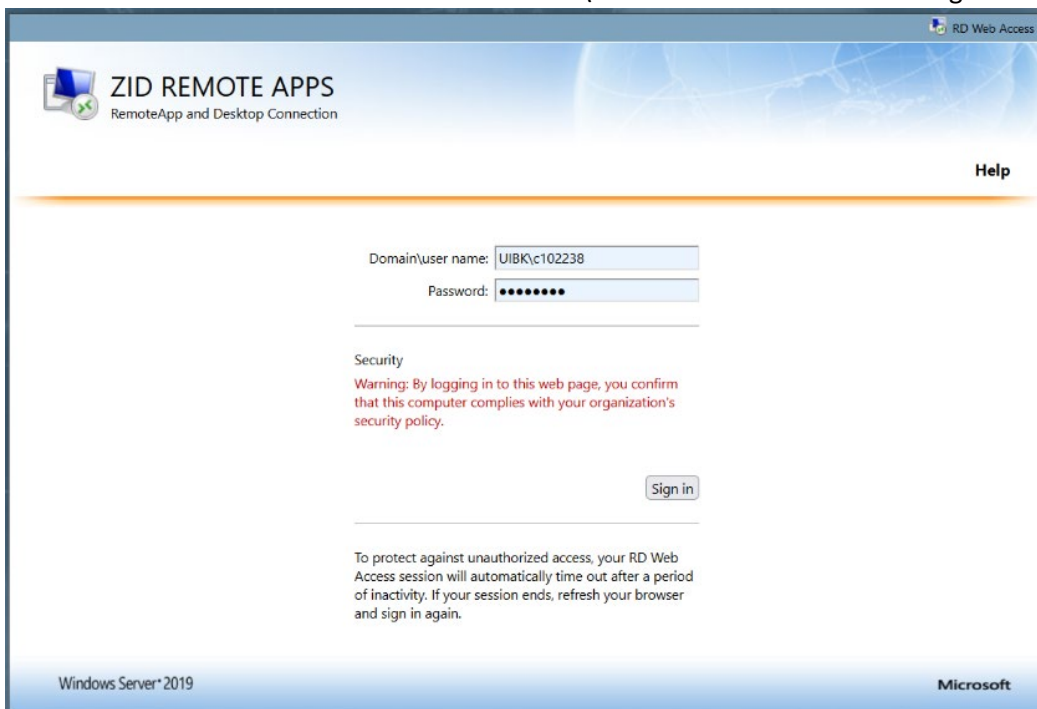 RD Web Access
ZID REMOTE APPS
RemoteApp and Desktop Connection
Help
Domain\user name: UIBK\c102238
Password: ••••••••
Security
Warning: By logging in to this web page, you confirm
that this computer complies with your organization's
security policy.
Sign in
To protect against unauthorized access, your RD Web
Access session will automatically time out after a period
of inactivity. If your session ends, refresh your browser
and sign in again.
Windows Server 2019
Microsoft